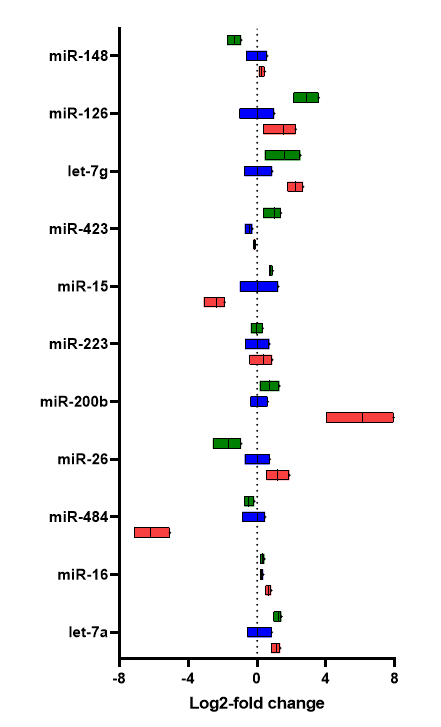 miR-148
miR-126
let-7g
miR-423
miR-15
miR-223
miR-200b
miR-26
miR-484
miR-16
let-7a
-8 -4 0 4 8
Log2-fold change